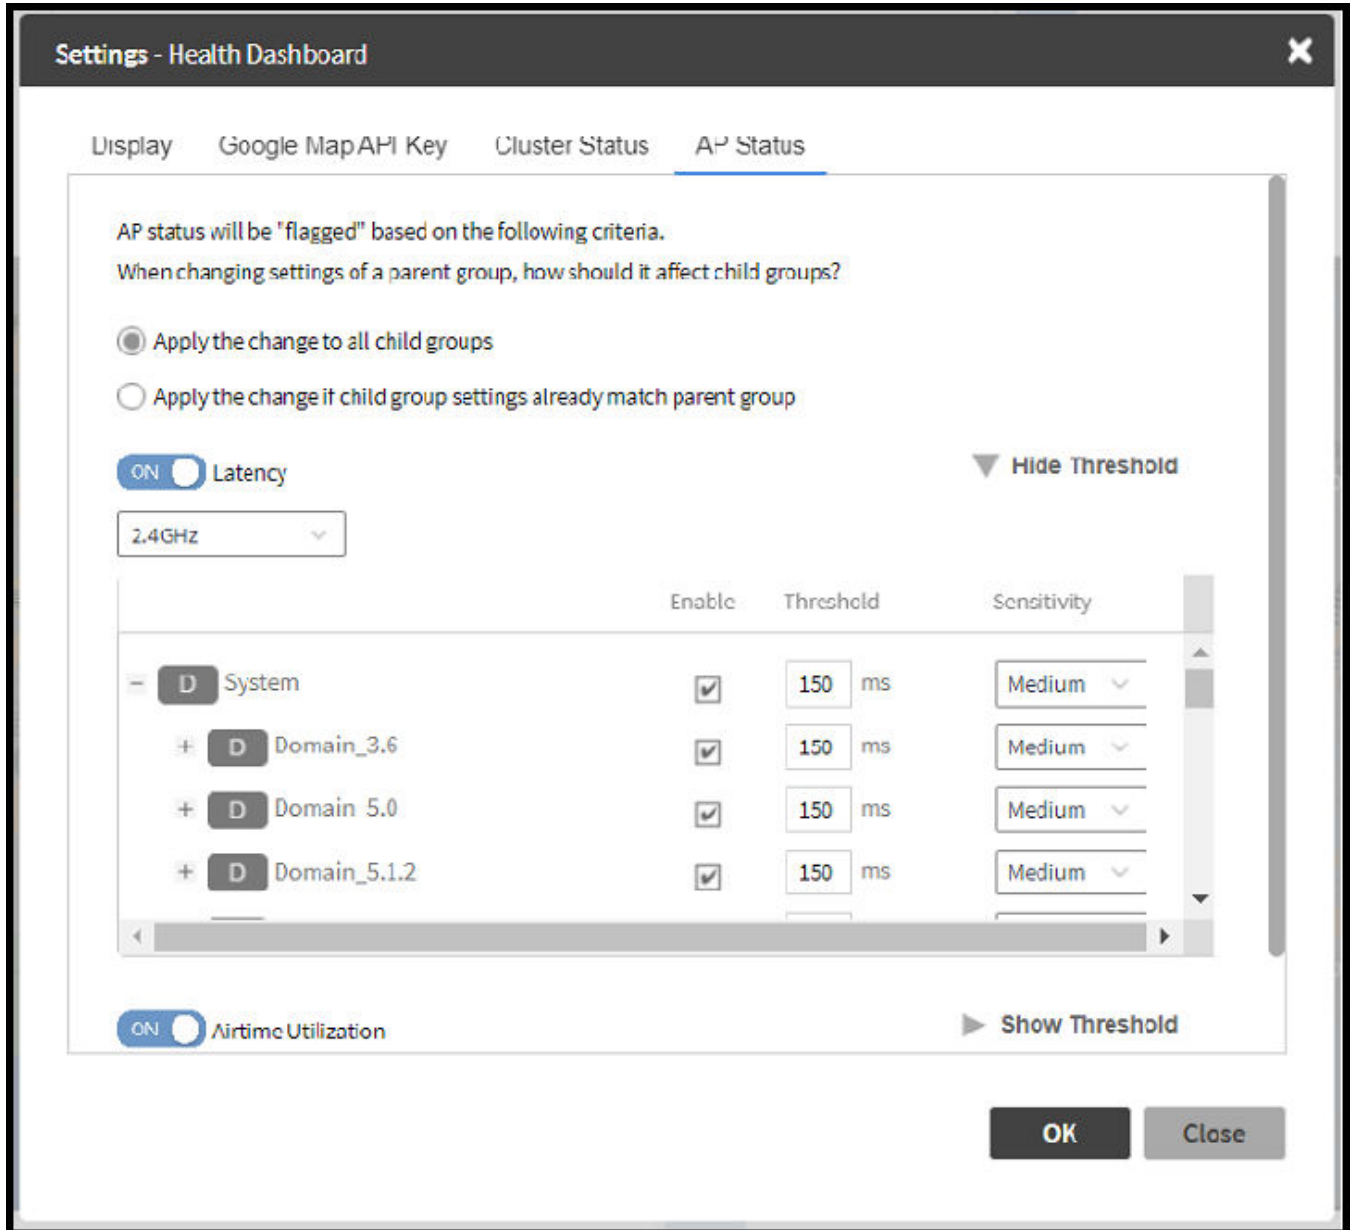 Settings - Health Dashboard
Display Google Map API Key Cluster Status AP Status
AP status will be "flagged" based on the following criteria.
When changing settings of a parent group, how should it affect child groups?
Apply the change to all child groups
Apply the change if child group settings already match parent group
ON Latency Hide Threshold
2.4GHz
Enable Threshold Sensitivity
D System 150 ms Medium
D Domain_3.6 150 ms Medium
D Domain 5.0 150 ms Medium
D Domain_5.1.2 150 ms Medium
ON Airtime Utilization Show Threshold
OK Close